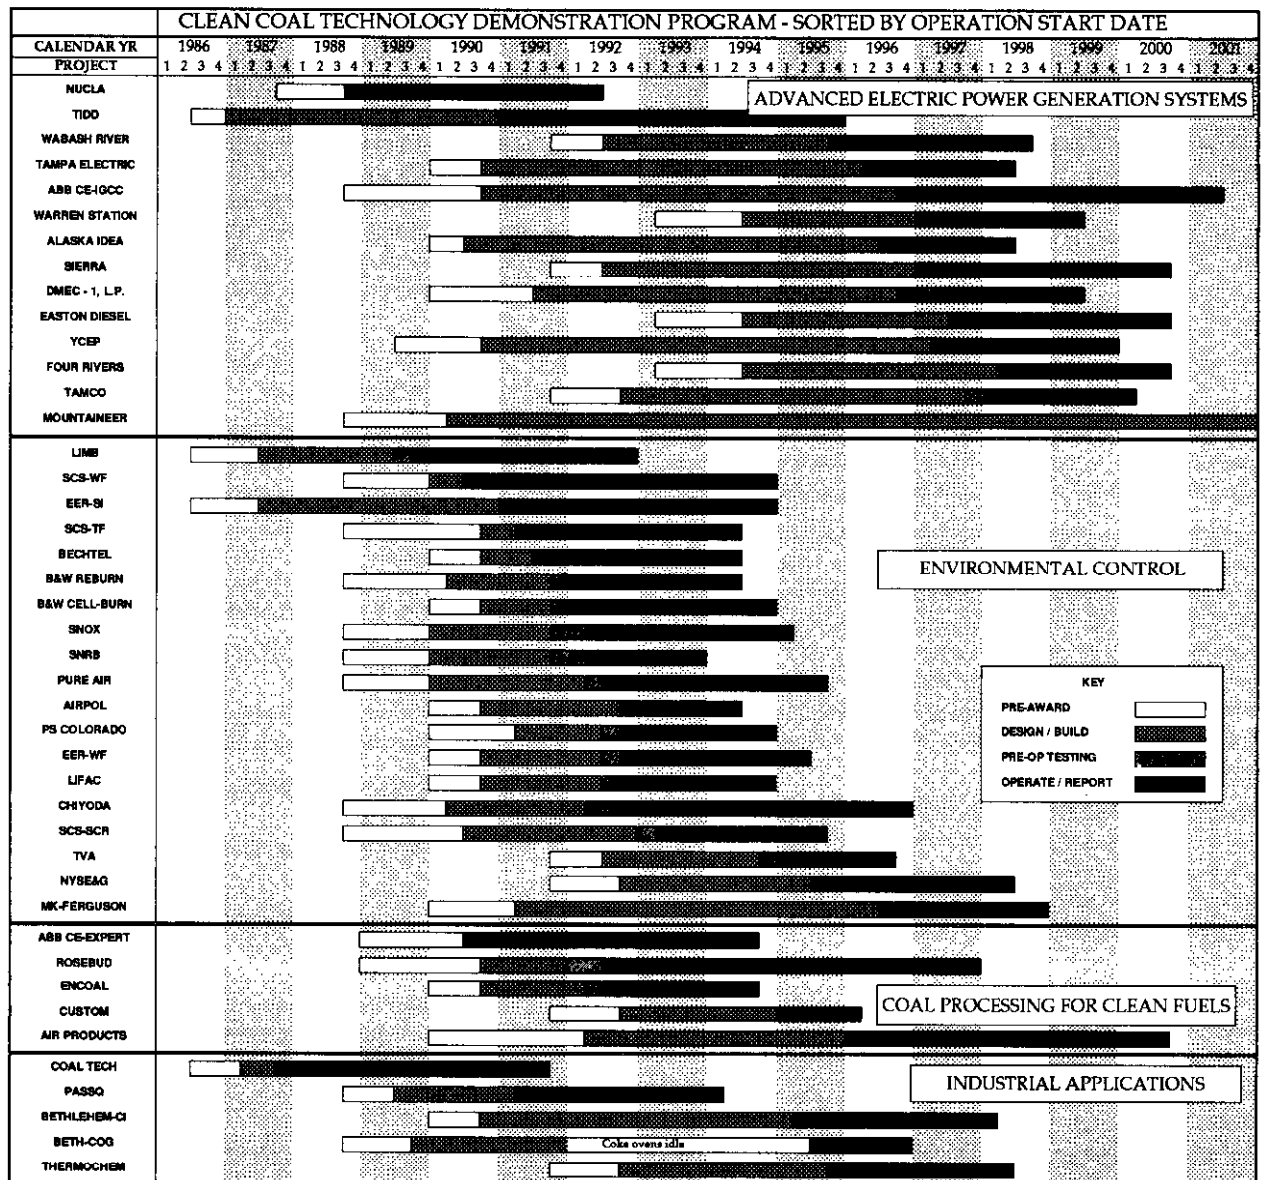 CLEAN COAL TECHNOLOGY DEMONSTRATION PROGRAM - SORTED BY OPERATION START DATE
CALENDAR YR 1986 1987 1988 1989 1990 1991 1992 1993 1994 1995 1996 1997 1998 1999 2000 2001
PROJECT 1 2 3 4 1 2 3 4 1 2 3 4 1 2 3 4 1 2 3 4 1 2 3 4 1 2 3 4 1 2 3 4 1 2 3 4 1 2 3 4 1 2 3 4 1 2 3 4 1 2 3 4 1 2 3 4 1 2 3 4 1 2 3 4
NUCLA
ADVANCED ELECTRIC POWER GENERATION SYSTEMS
TIDD
WABASH RIVER
TAMPA ELECTRIC
ABB CE-IGCC
WARREN STATION
ALASKA IDEA
SIERRA
DMEC - 1, L.P.
EASTON DIESEL
YCEP
FOUR RIVERS
TAMCO
MOUNTAINEER
LIMB
SCS-WF
EER-SI
SCS-TF
BECHTEL
ENVIRONMENTAL CONTROL
B&W REBURN
B&W CELL-BURN
SNOX
SNRB
PURE AIR
KEY
PRE-AWARD
DESIGN / BUILD
PRE-OP TESTING
OPERATE / REPORT
AIRPOL
PS COLORADO
EER-WF
LIFAC
CHIYODA
SCS-SCR
TVA
NYSE&G
MK-FERGUSON
ABB CE-EXPERT
ROSEBUD
ENCOAL
COAL PROCESSING FOR CLEAN FUELS
CUSTOM
AIR PRODUCTS
COAL TECH
INDUSTRIAL APPLICATIONS
PASSQ
BETHLEHEM-CI
BETH-COG Coke ovens idle
THERMOCHEM